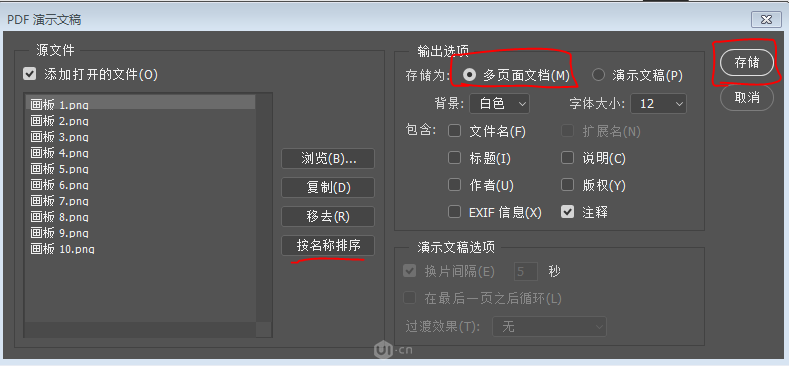 PDF 演示文稿
源文件
添加打开的文件(O)
画板 1.png
画板 2.png
画板 3.png
画板 4.png
画板 5.png
画板 6.png
画板 7.png
画板 8.png
画板 9.png
画板 10.png
浏览(B)...
复制(D)
移去(R)
按名称排序
输出选项
存储为: 多页面文档(M) 演示文稿(P)
背景: 白色 字体大小: 12
包含: 文件名(F) 扩展名(N)
标题(I) 说明(C)
作者(U) 版权(Y)
EXIF 信息(X) 注释
演示文稿选项
换片间隔(E) 5 秒
在最后一页之后循环(L)
过渡效果(T): 无
存储
取消
UI·cn